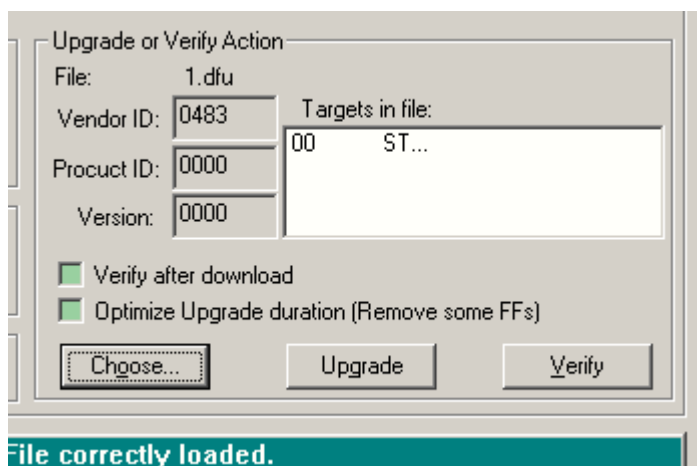 Upgrade or Verify Action
File: 1.dfu
Vendor ID: 0483
Targets in file:
00 ST...
Procuct ID: 0000
Version: 0000
Verify after download
Optimize Upgrade duration (Remove some FFs)
Choose... Upgrade Verify
File correctly loaded.